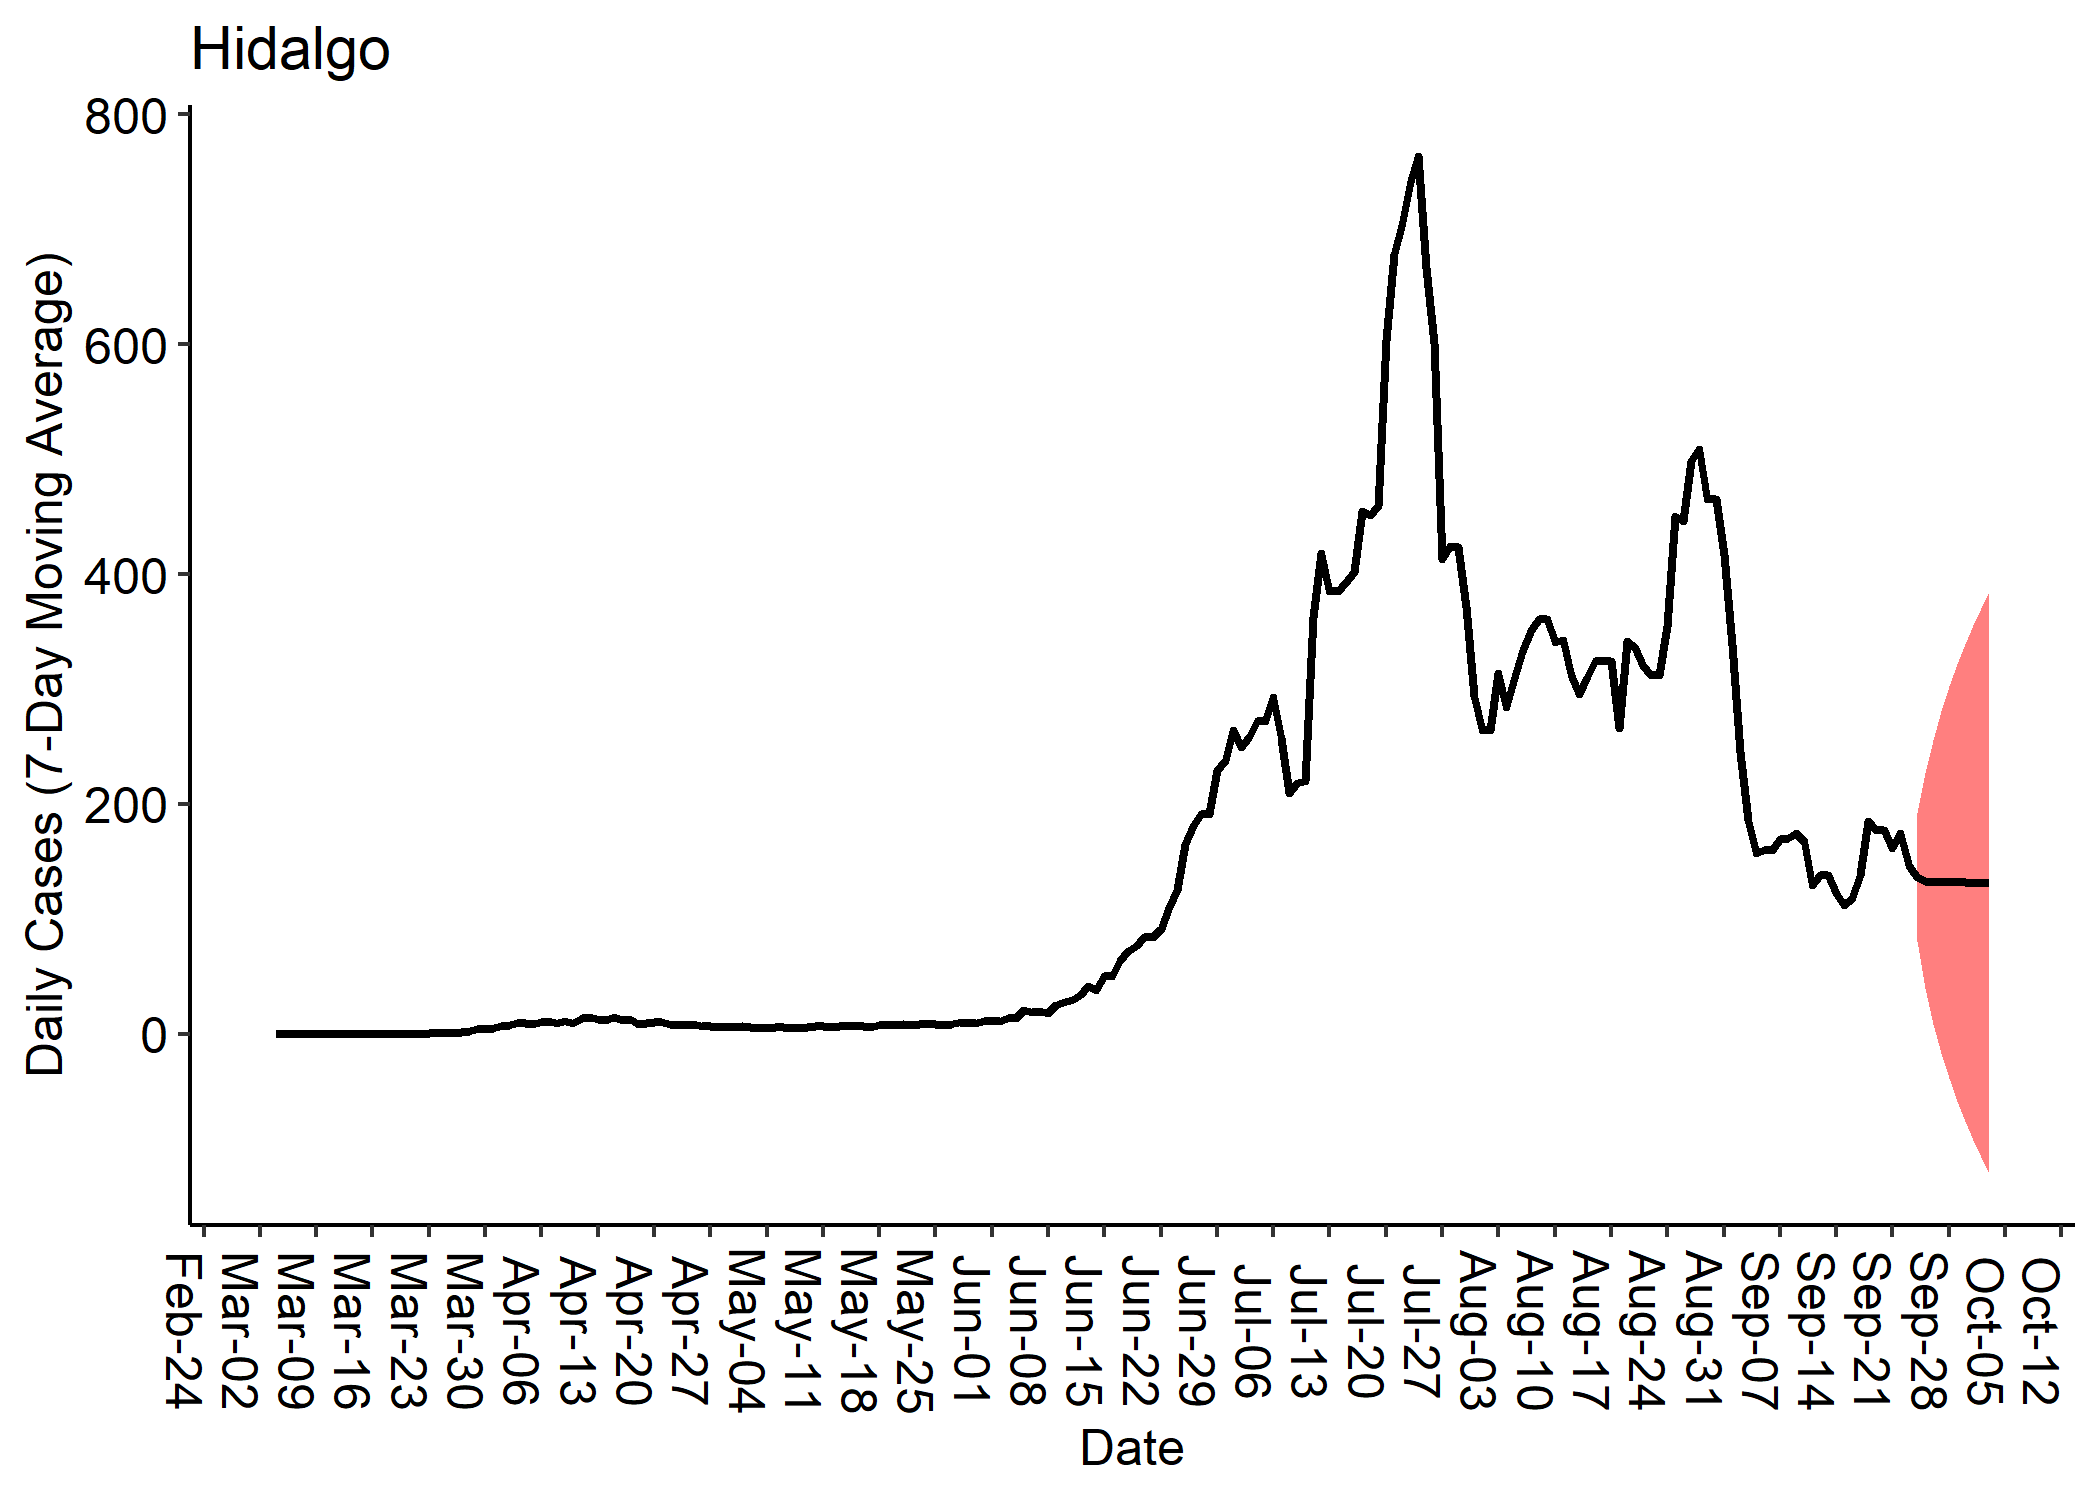 Hidalgo
Daily Cases (7-Day Moving Average)
800
600
400
200
0
Feb-24
Mar-02
Mar-09
Mar-16
Mar-23
Mar-30
Apr-06
Apr-13
Apr-20
Apr-27
May-04
May-11
May-18
May-25
Jun-01
Jun-08
Jun-15
Jun-22
Jun-29
Jul-06
Jul-13
Jul-20
Jul-27
Aug-03
Aug-10
Aug-17
Aug-24
Aug-31
Sep-07
Sep-14
Sep-21
Sep-28
Oct-05
Oct-12
Date